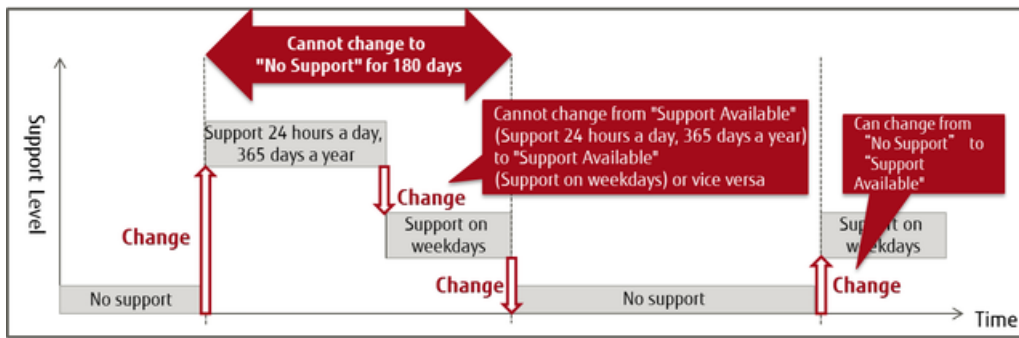 Cannot change to
"No Support" for 180 days
Support Level
Support 24 hours a day,
365 days a year
Cannot change from "Support Available"
(Support 24 hours a day, 365 days a year)
to "Support Available"
(Support on weekdays) or vice versa
Can change from
“No Support” to
“Support
Available"
Change
Change
Support on
weekdays
Support on
weekdays
Change
Change
No support
No support
Time